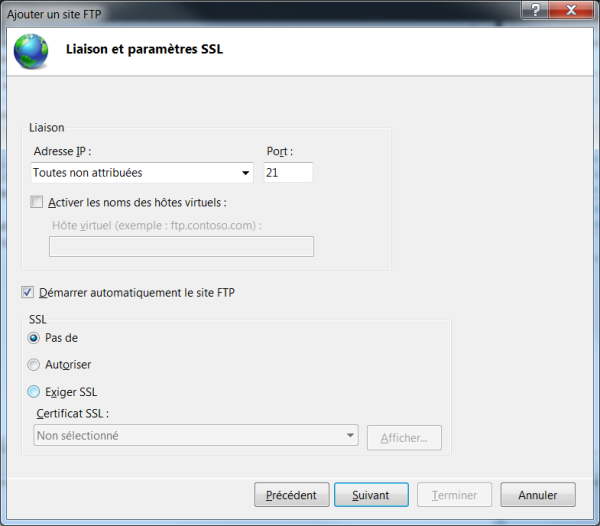 Ajouter un site FTP
Liaison et paramètres SSL
Liaison
Adresse IP :
Port :
Toutes non attribuées
21
Activer les noms des hôtes virtuels :
Hôte virtuel (exemple : ftp.contoso.com) :
Démarrer automatiquement le site FTP
SSL
Pas de
Autoriser
Exiger SSL
Certificat SSL :
Non sélectionné
Afficher...
Précédent
Suivant
Terminer
Annuler